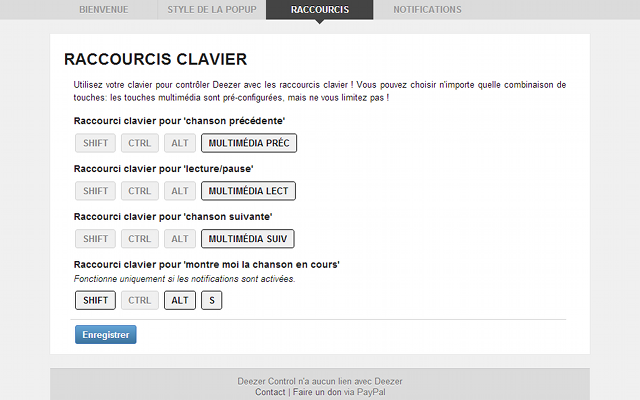 BIENVENUE STYLE DE LA POPUP RACCOURCIS NOTIFICATIONS
RACCOURCIS CLAVIER
Utilisez votre clavier pour contrôler Deezer avec les raccourcis clavier ! Vous pouvez choisir n'importe quelle combinaison de
touches: les touches multimédia sont pré-configurées, mais ne vous limitez pas !
Raccourci clavier pour 'chanson précédente'
SHIFT CTRL ALT MULTIMÉDIA PRÉC
Raccourci clavier pour 'lecture/pause'
SHIFT CTRL ALT MULTIMÉDIA LECT
Raccourci clavier pour 'chanson suivante'
SHIFT CTRL ALT MULTIMÉDIA SUIV
Raccourci clavier pour 'montre moi la chanson en cours'
Fonctionne uniquement si les notifications sont activées.
SHIFT CTRL ALT S
Enregistrer
Deezer Control n'a aucun lien avec Deezer
Contact | Faire un don via PayPal